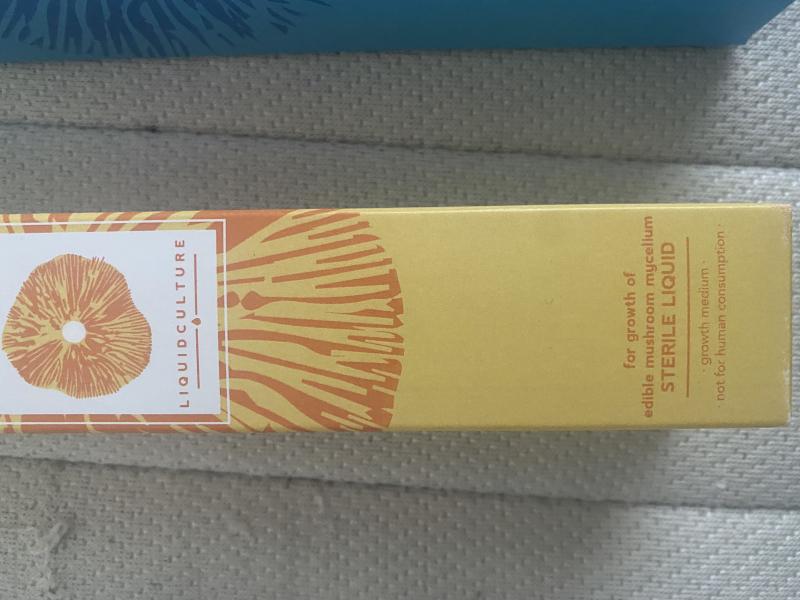 LIQUIDCULTURE
for growth of
edible mushroom mycelium
STERILE LIQUID
· growth medium ·
· not for human consumption ·